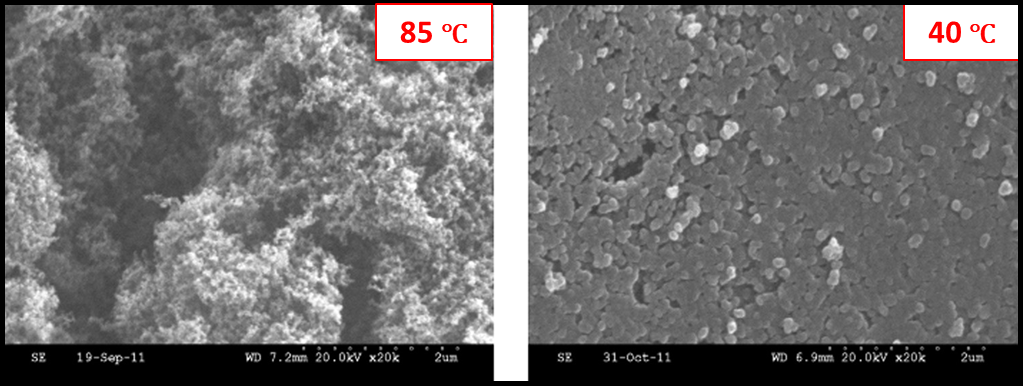 85 ℃
40 ℃
SE 19-Sep-11 WD 7.2mm 20.0kV x20k 2um
SE 31-Oct-11 WD 6.9mm 20.0kV x20k 2um